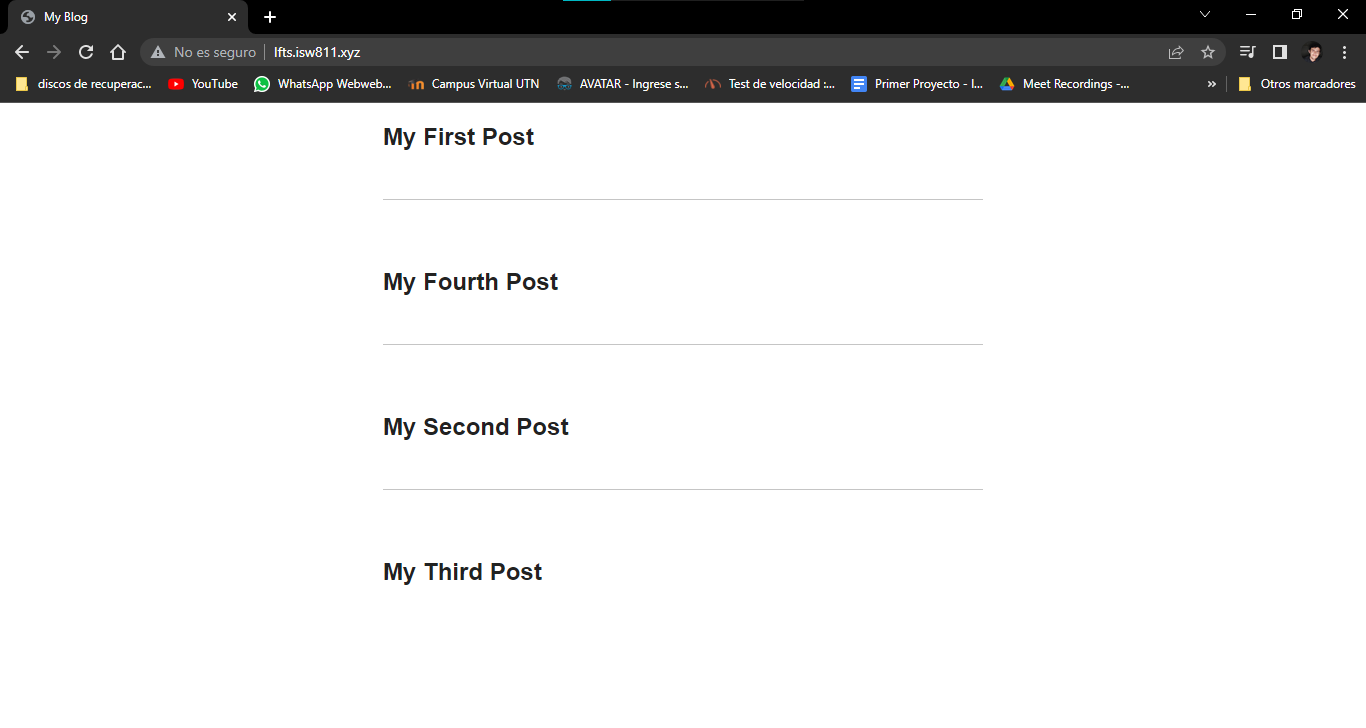 My Blog
No es seguro lfts.isw811.xyz
discos de recuperac... YouTube WhatsApp Webweb... Campus Virtual UTN AVATAR - Ingrese s... Test de velocidad :... Primer Proyecto - I... Meet Recordings -... » Otros marcadores
My First Post
My Fourth Post
My Second Post
My Third Post